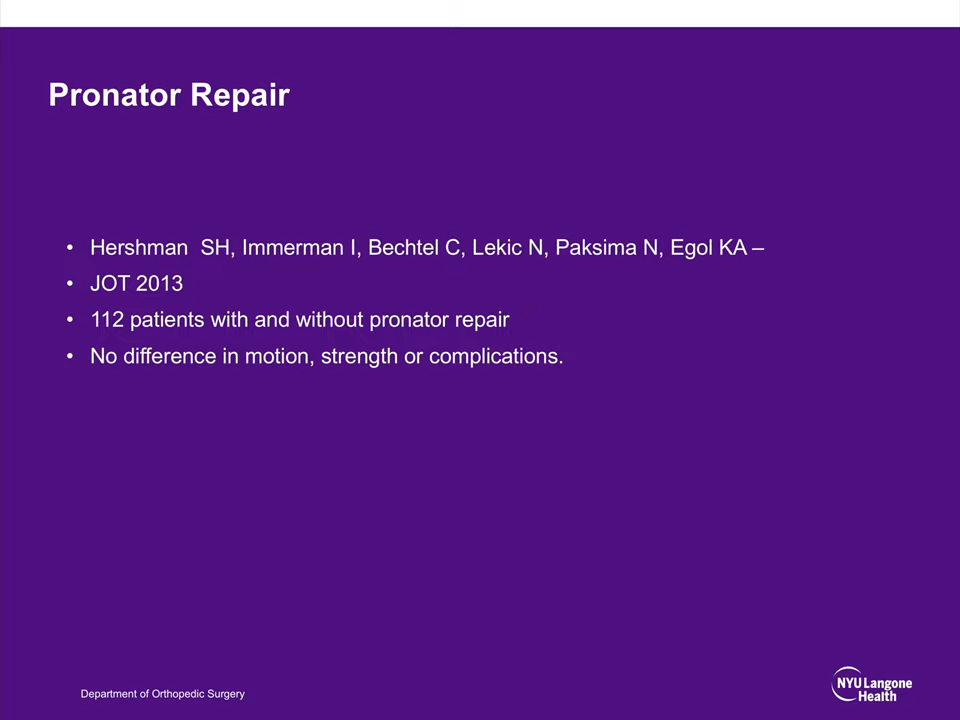 Pronator Repair
• Hershman  SH, Immerman I, Bechtel C, Lekic N, Paksima N, Egol KA –
• JOT 2013
• 112 patients with and without pronator repair
• No difference in motion, strength or complications.
Department of Orthopedic Surgery
NYU Langone
Health